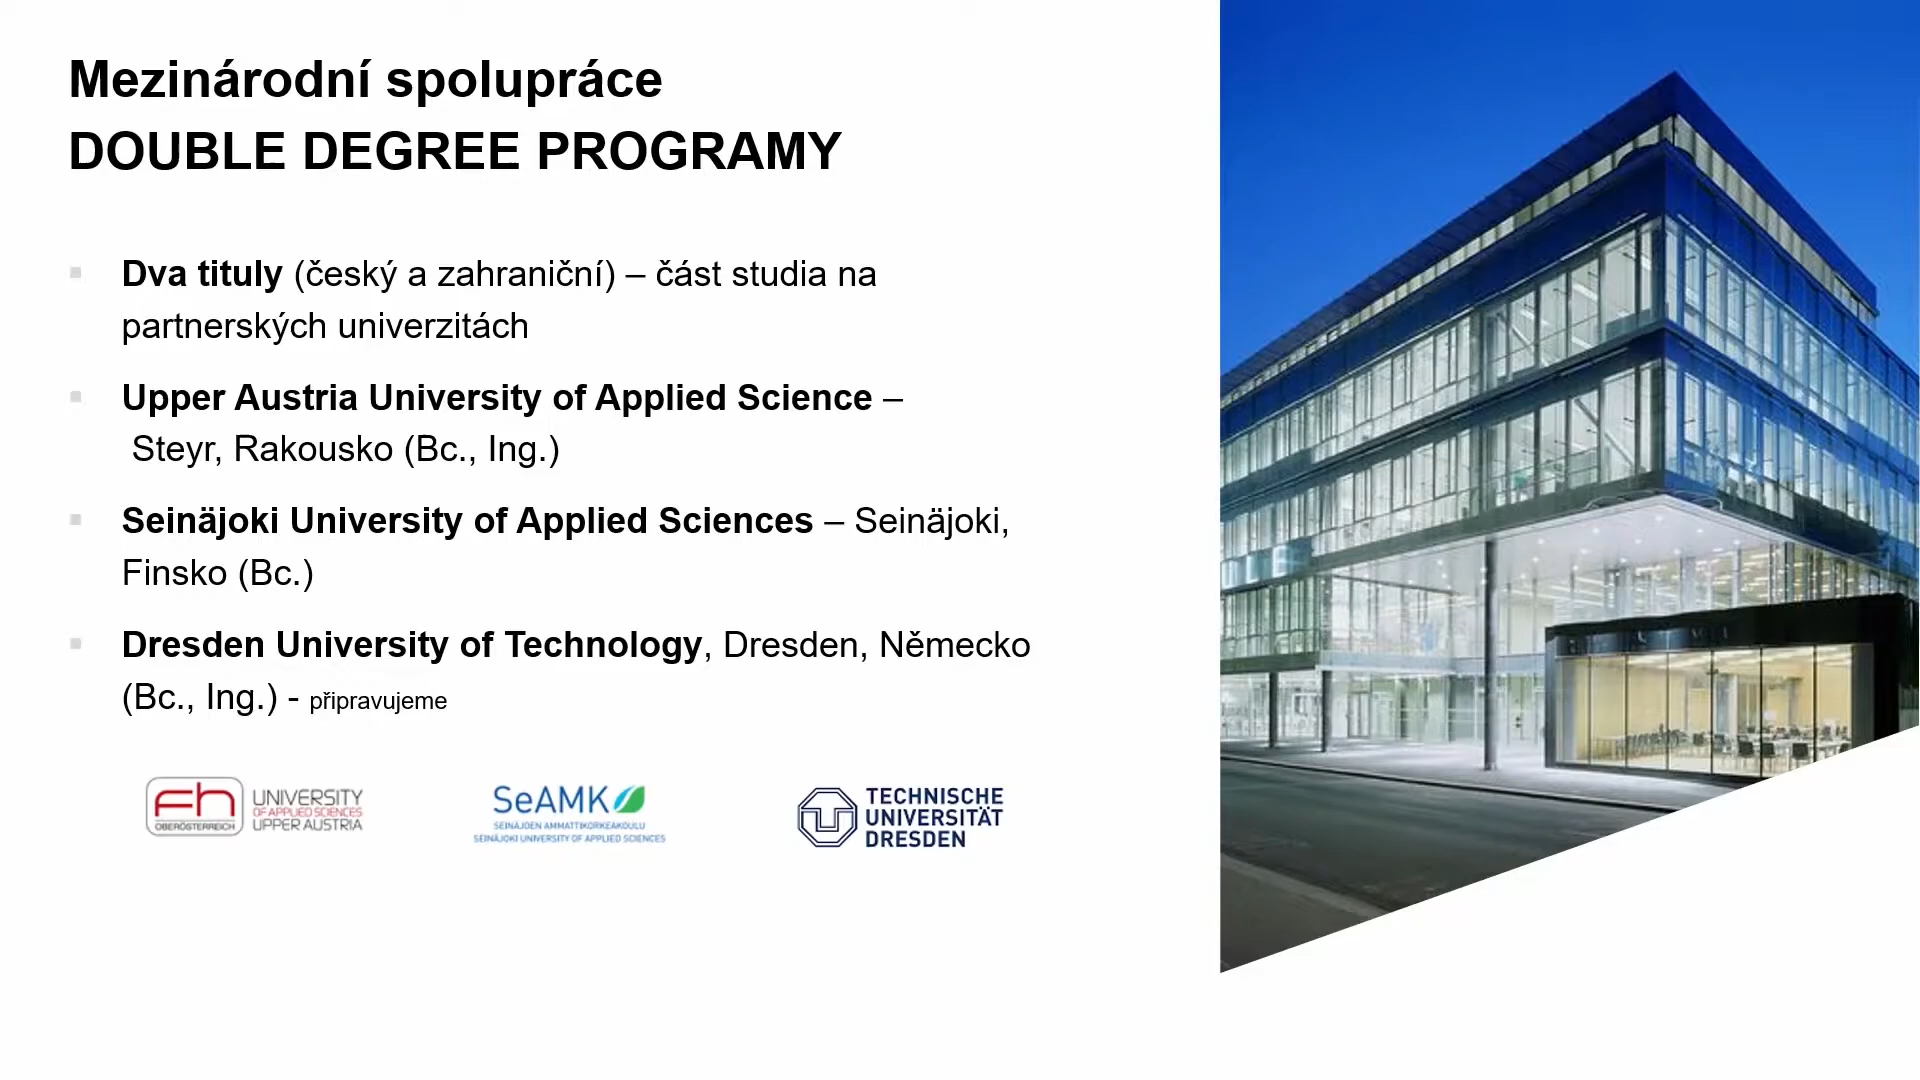 Mezinárodní spolupráce
DOUBLE DEGREE PROGRAMY
▪ Dva tituly (český a zahraniční) – část studia na
partnerských univerzitách
▪ Upper Austria University of Applied Science –
Steyr, Rakousko (Bc., Ing.)
▪ Seinäjoki University of Applied Sciences – Seinäjoki,
Finsko (Bc.)
▪ Dresden University of Technology, Dresden, Německo
(Bc., Ing.) - připravujeme
fh
OBERÖSTERREICH
UNIVERSITY
OF APPLIED SCIENCES
UPPER AUSTRIA
SeAMK
SEINÄJOEN AMMATTIKORKEAKOULU
SEINÄJOKI UNIVERSITY OF APPLIED SCIENCES
TECHNISCHE
UNIVERSITÄT
DRESDEN